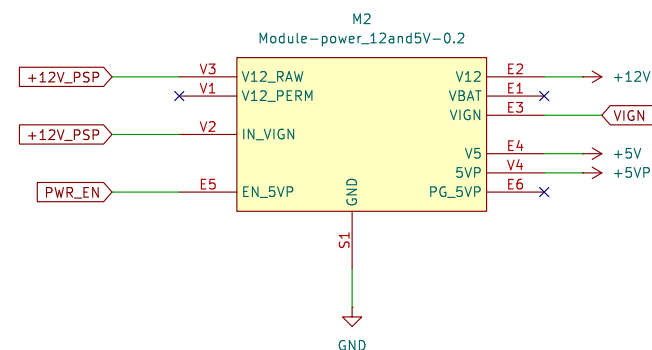 M2
Module-power_12and5V-0.2
+12V_PSP V3 V12_RAW V12 E2 +12V
V1 V12_PERM VBAT E1
VIGN E3 VIGN
+12V_PSP V2 IN_VIGN
V5 E4 +5V
5VP V4 +5VP
PWR_EN E5 EN_5VP PG_5VP E6
GND
S1
GND